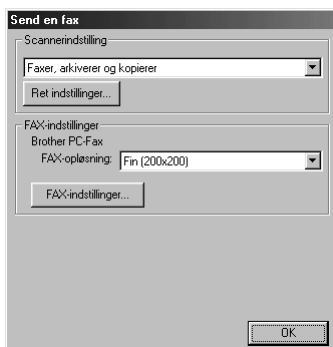 Send en fax
Scannerindstilling
Faxer, arkiverer og kopierer
Ret indstillinger...
FAX-indstillinger
Brother PC-Fax
FAX-opløsning: Fin (200x200)
FAX-indstillinger...
OK